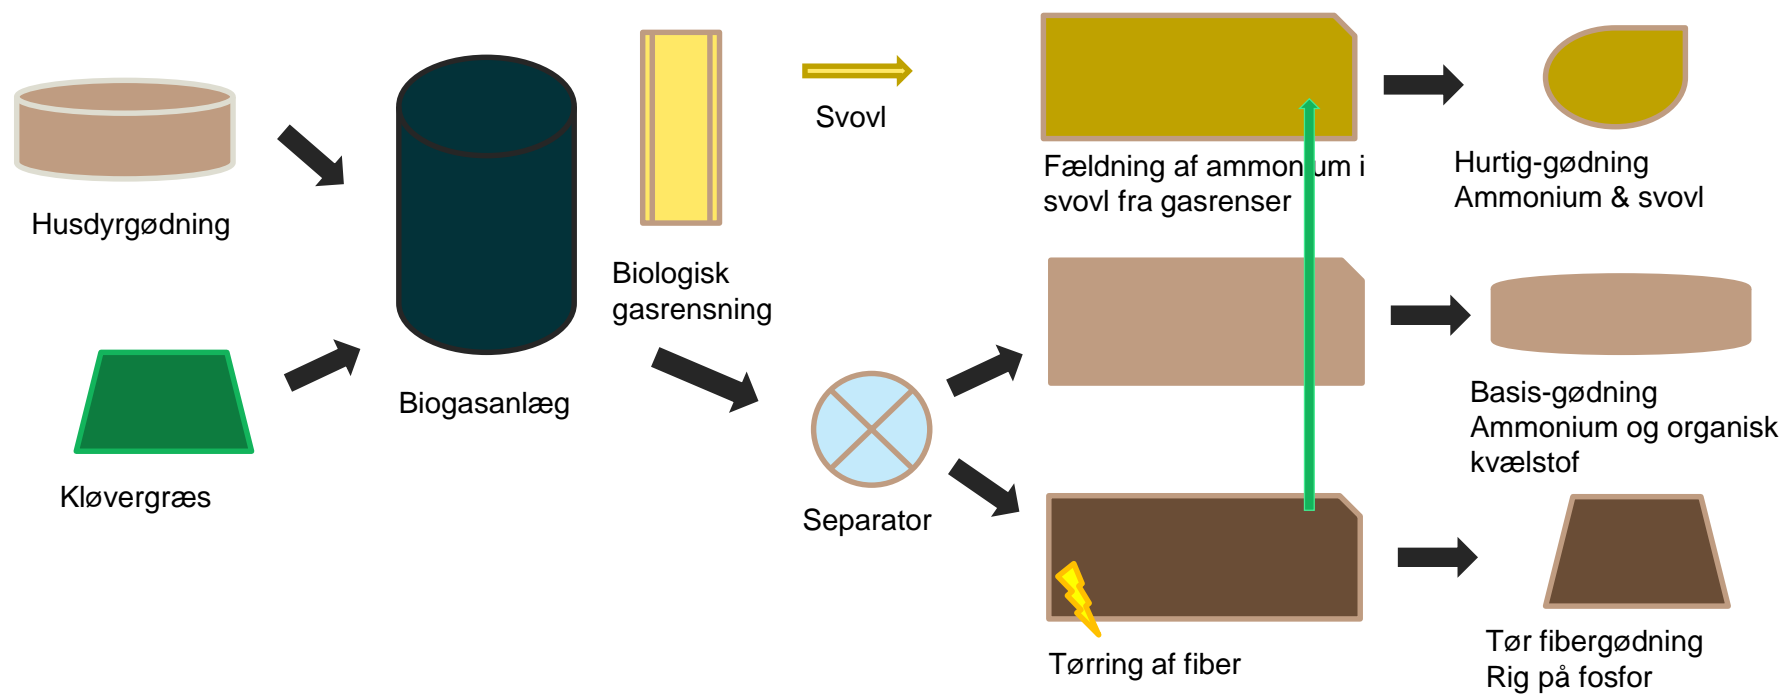 Husdyrgødning
Kløvergræs
Biogasanlæg
Biologisk
gasrensning
Svovl
Separator
Fældning af ammonium i
svovl fra gasrenser
Tørring af fiber
Hurtig-gødning
Ammonium & svovl
Basis-gødning
Ammonium og organisk
kvælstof
Tør fibergødning
Rig på fosfor